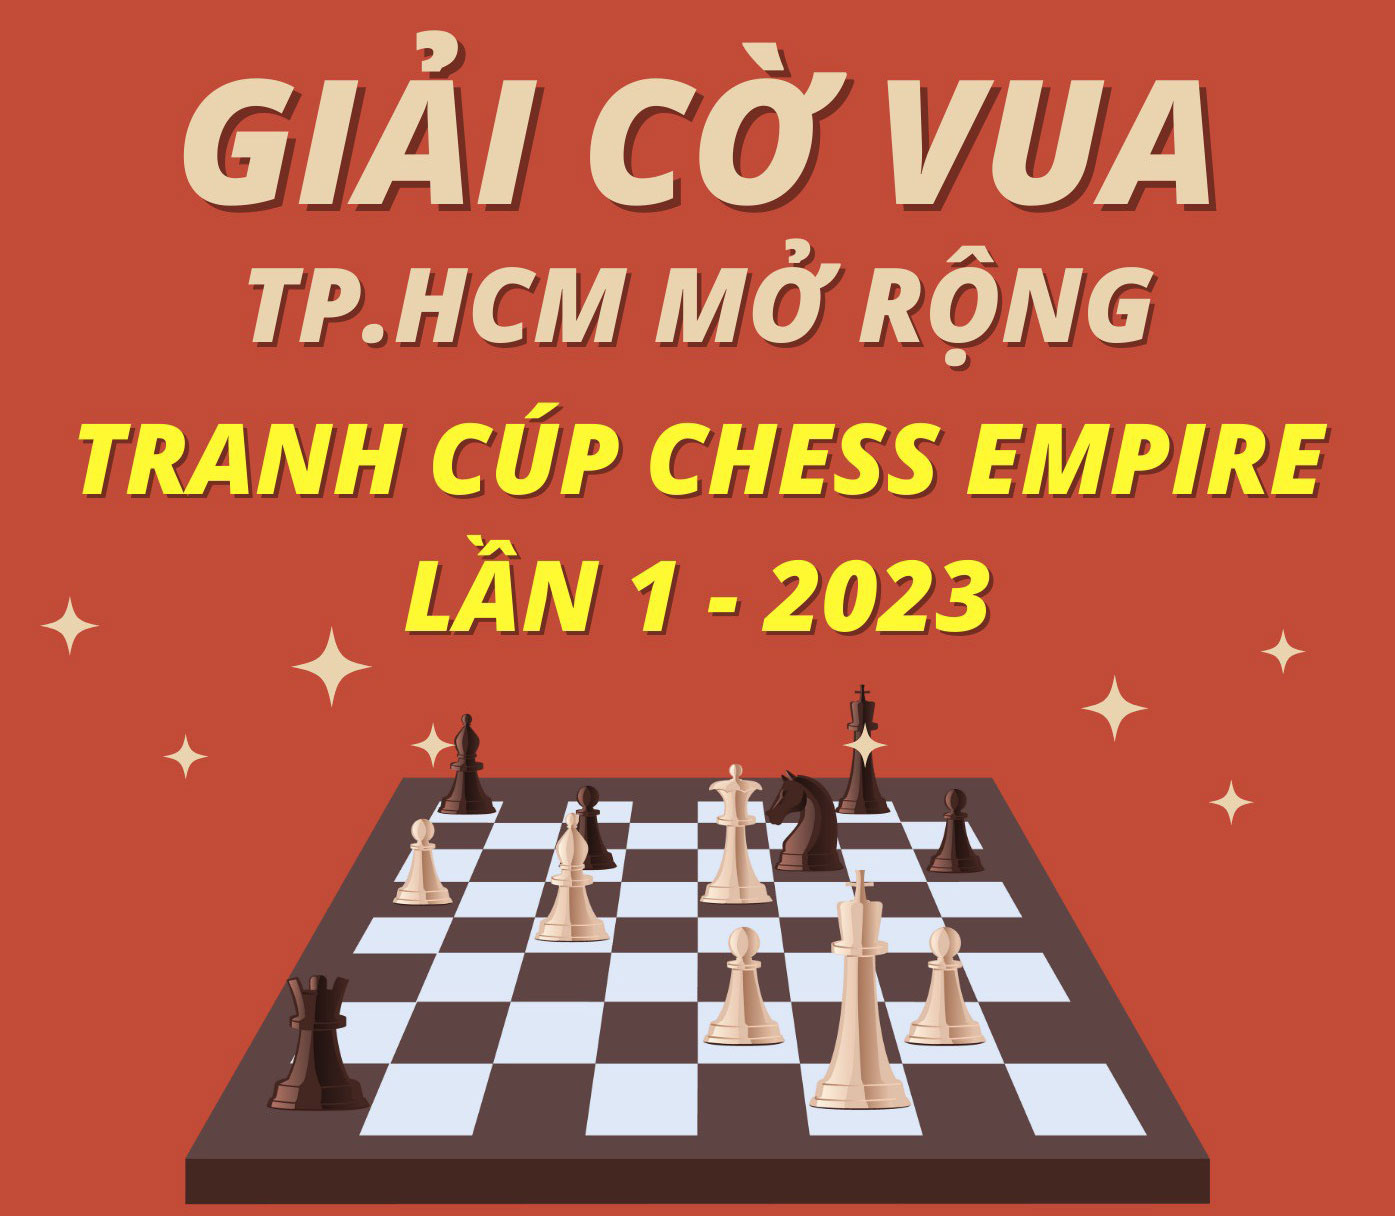 GIẢI CỜ VUA
TP.HCM MỞ RỘNG
TRANH CÚP CHESS EMPIRE
LẦN 1 - 2023